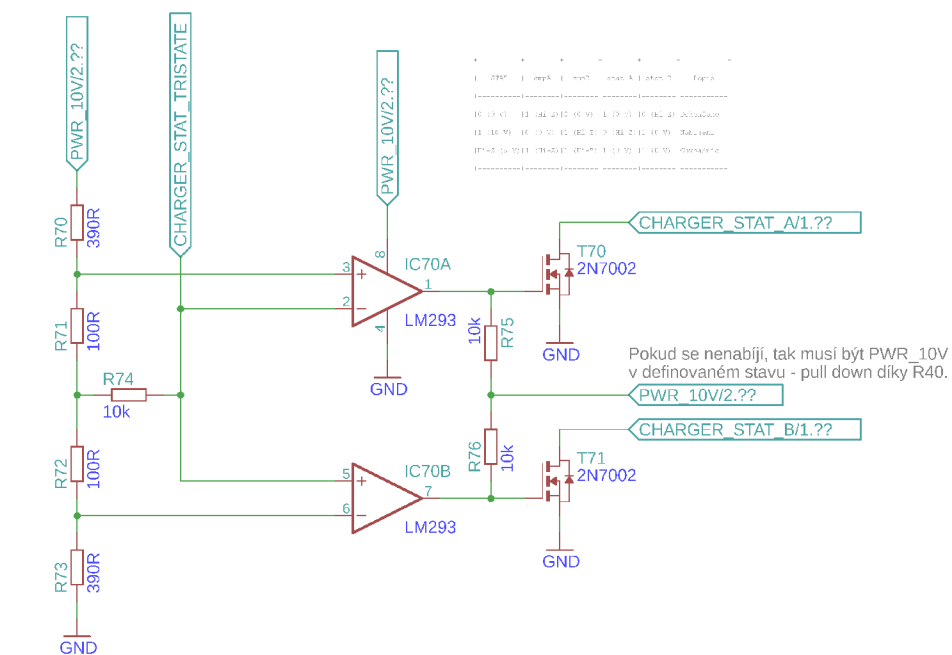 PWR_10V/2.??
CHARGER_STAT_TRISTATE
PWR_10V/2.??
R70
390R
R71
100R
R74
10k
R72
100R
R73
390R
GND
3
2
8
1
4
IC70A
LM293
GND
5
6
7
IC70B
LM293
10k
R75
R76
10k
T70
2N7002
GND
T71
2N7002
GND
CHARGER_STAT_A/1.??
Pokud se nenabíjí, tak musí být PWR_10V
v definovaném stavu - pull down díky R40.
PWR_10V/2.??
CHARGER_STAT_B/1.??